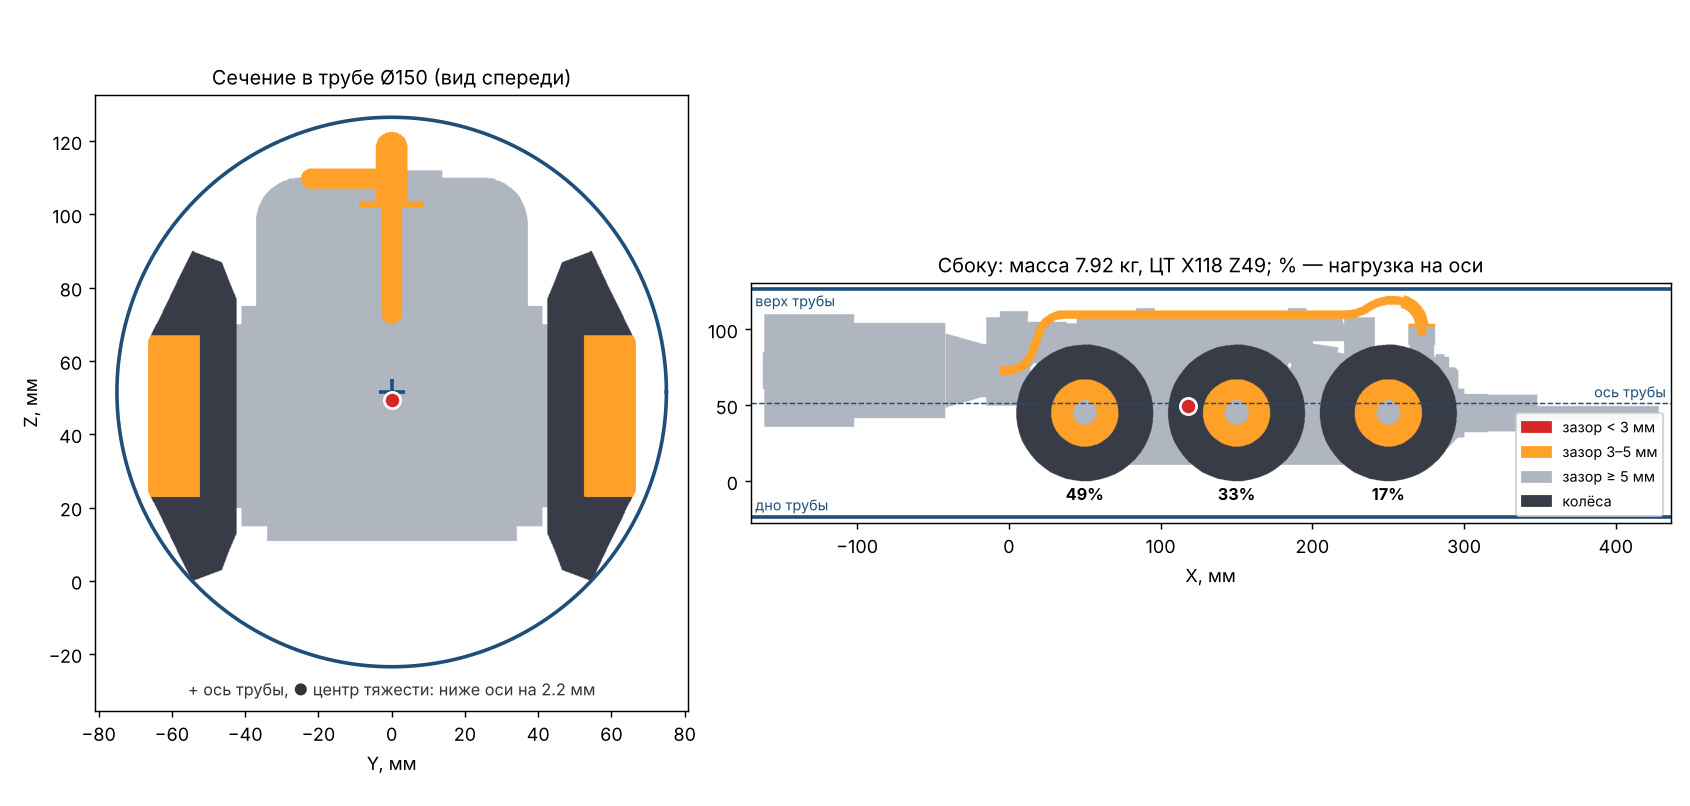 Сечение в трубе Ø150 (вид спереди)
120
100
80
60
40
20
0
−20
Z, мм
+ ось трубы, ● центр тяжести: ниже оси на 2.2 мм
−80 −60 −40 −20 0 20 40 60 80
Y, мм
Сбоку: масса 7.92 кг, ЦТ X118 Z49; % — нагрузка на оси
верх трубы
100
50
0
ось трубы
зазор < 3 мм
зазор 3–5 мм
зазор ≥ 5 мм
колёса
49% 33% 17%
дно трубы
−100 0 100 200 300 400
X, мм